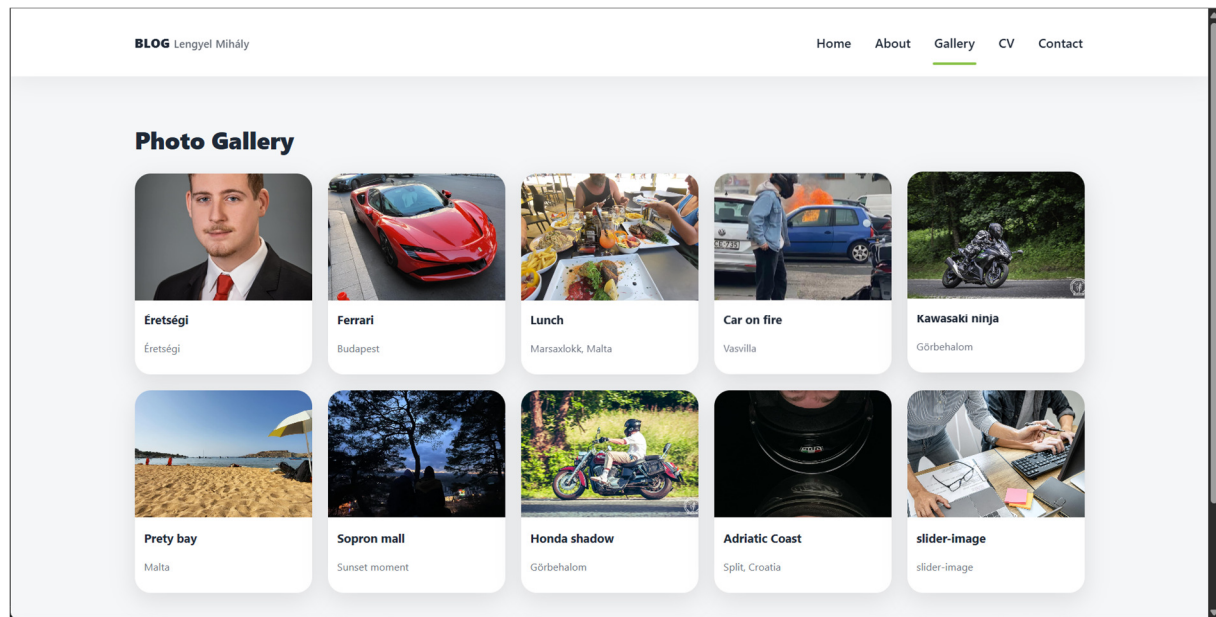 BLOG Lengyel Mihály
Home About Gallery CV Contact
Photo Gallery
Éretségi
Éretségi
Ferrari
Budapest
Lunch
Marsaxlokk, Malta
Car on fire
Vasvilla
Kawasaki ninja
Görbehalom
Prety bay
Malta
Sopron mall
Sunset moment
Honda shadow
Görbehalom
Adriatic Coast
Split, Croatia
slider-image
slider-image